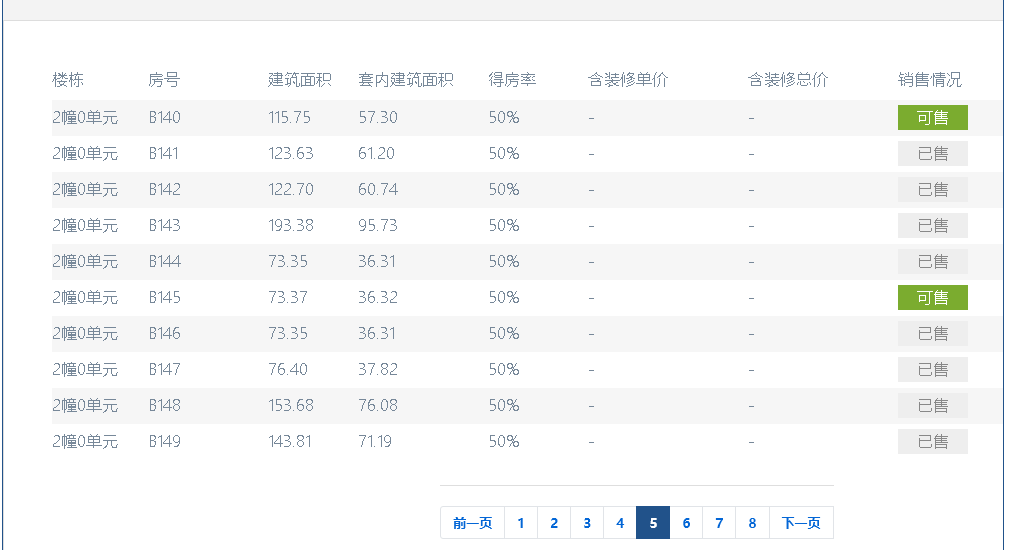 楼栋 房号 建筑面积 套内建筑面积 得房率 含装修单价 含装修总价 销售情况
2幢0单元 B140 115.75 57.30 50% - - 可售
2幢0单元 B141 123.63 61.20 50% - - 已售
2幢0单元 B142 122.70 60.74 50% - - 已售
2幢0单元 B143 193.38 95.73 50% - - 已售
2幢0单元 B144 73.35 36.31 50% - - 已售
2幢0单元 B145 73.37 36.32 50% - - 可售
2幢0单元 B146 73.35 36.31 50% - - 已售
2幢0单元 B147 76.40 37.82 50% - - 已售
2幢0单元 B148 153.68 76.08 50% - - 已售
2幢0单元 B149 143.81 71.19 50% - - 已售
前一页 1 2 3 4 5 6 7 8 下一页